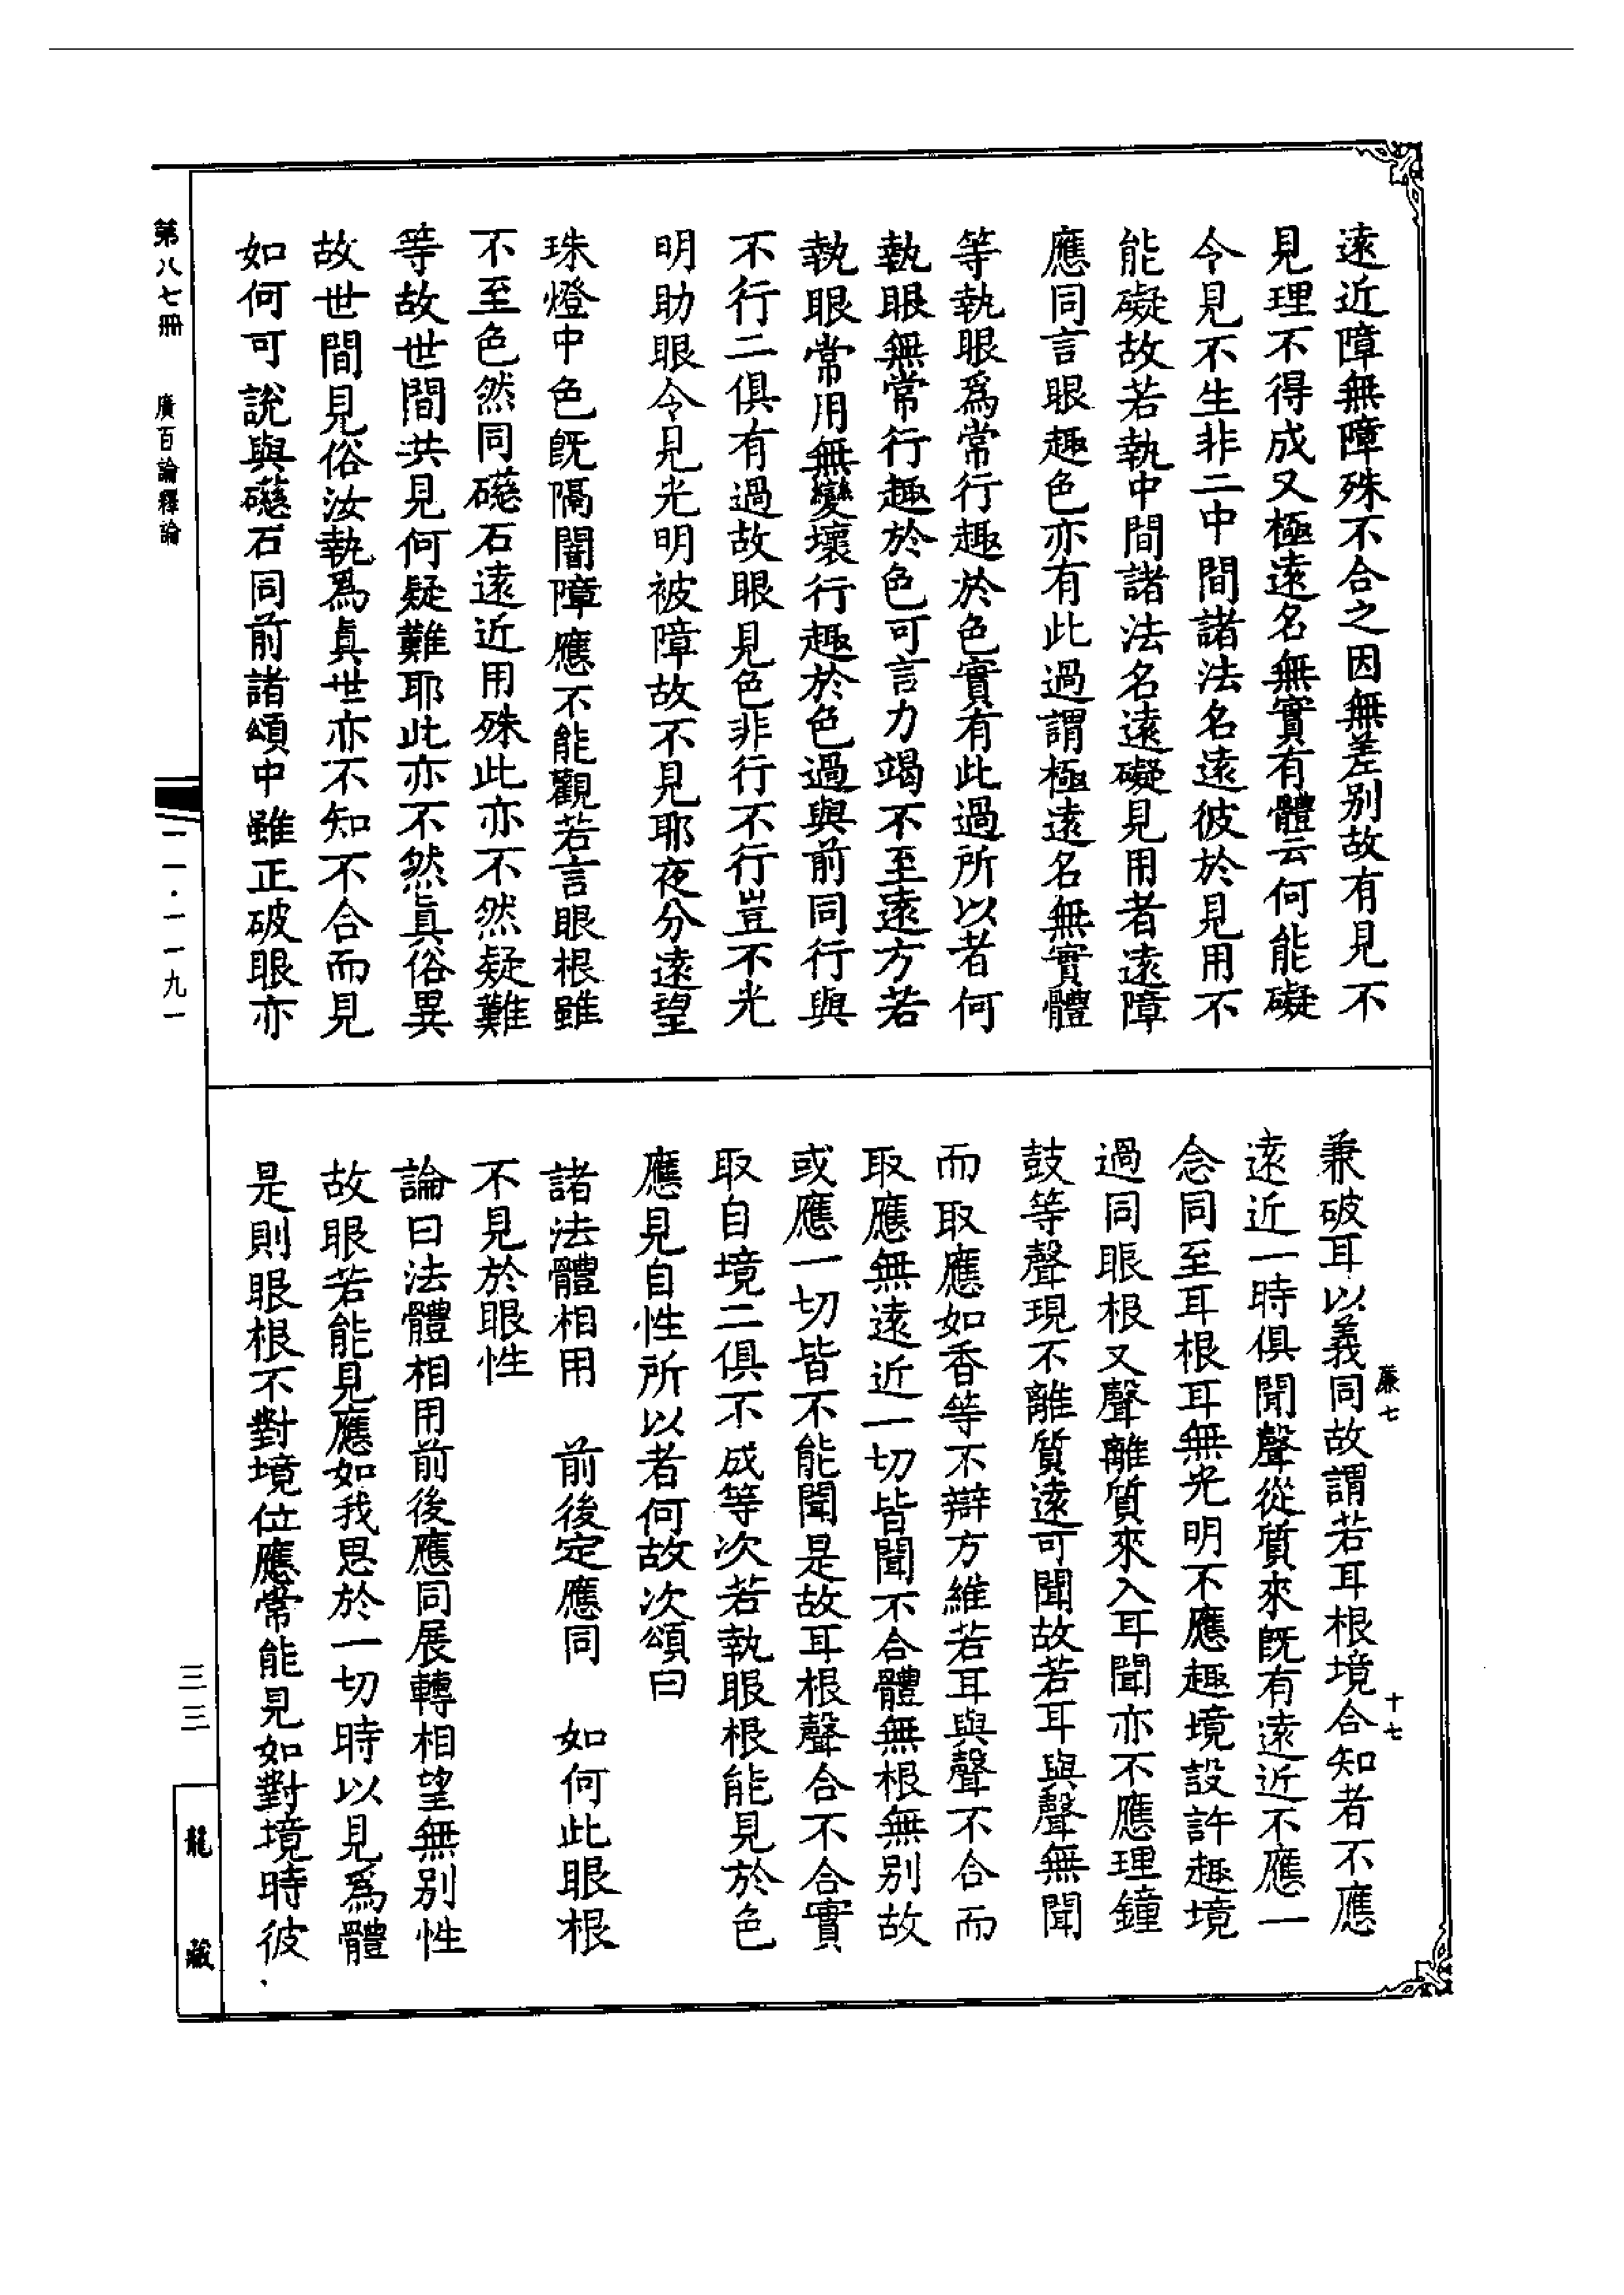 遠近障無障殊不合之因無差别故有見不
見理不得成又極遠名無實有體云何能礙
今見不生非二中間諸法名遠彼於見用不
能礙故若執中間諸法名遠礙見用者遠障
應同言眼趣色亦有此過謂極遠名無實體
等執眼爲常行趣於色實有此過所以者何
執眼無常行趣於色可言力竭不至遠方若
執眼常用無變壞行趣於色過與前同行與
不行二俱有過故眼見色非行不行豈不光
明助眼令見光明被障故不見耶夜分遠望
珠燈中色旣隔闇障應不能觀若言眼根雖
不至色然同礠石遠近用殊此亦不然疑難
等故世間共見何疑難耶此亦不然眞俗異
故世間見俗汝執爲眞世亦不知不合而見
如何可說與礠石同前諸頌中雖正破眼亦
兼破耳以義同故謂若耳根境合知者不應
遠近一時俱聞聲從質來旣有遠近不應一
念同至耳根耳無光明不應趣境設許趣境
過同眼根又聲離質來入耳聞亦不應理鐘
鼓等聲現不離質遠可聞故若耳與聲無聞
而取應如香等不辯方維若耳與聲不合而
取應無遠近一切皆聞不合體無根無别故
或應一切皆不能聞是故耳根聲合不合實
取自境二俱不成等次若執眼根能見於色
應見自性所以者何故次頌曰
諸法體相用　前後定應同　如何此眼根
不見於眼性
論曰法體相用前後應同展轉相望無别性
故眼若能見應如我思於一切時以見爲體
是則眼根不對境位應常能見如對境時彼
廉七
十七
第八七冊　廣百論釋論
一一·一一九一
三三
龍藏